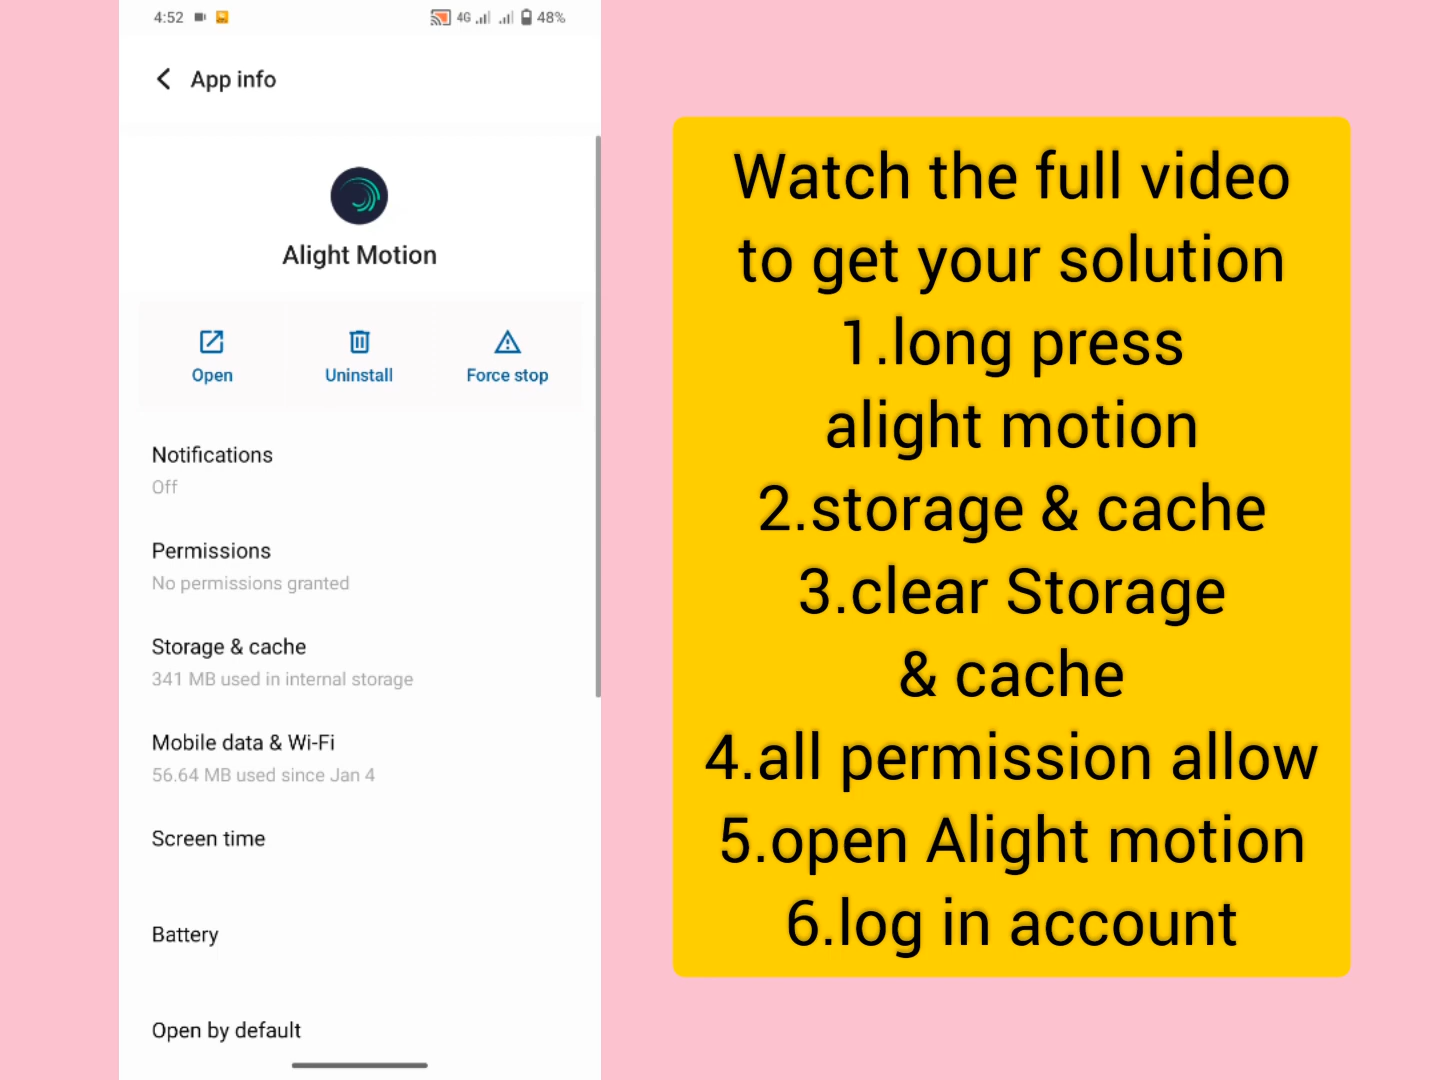 4:52
4G
48%
App info
Alight Motion
Open
Uninstall
Force stop
Notifications
Off
Permissions
No permissions granted
Storage & cache
341 MB used in internal storage
Mobile data & Wi-Fi
56.64 MB used since Jan 4
Screen time
Battery
Open by default
Watch the full video
to get your solution
1.long press
alight motion
2.storage & cache
3.clear Storage
& cache
4.all permission allow
5.open Alight motion
6.log in account